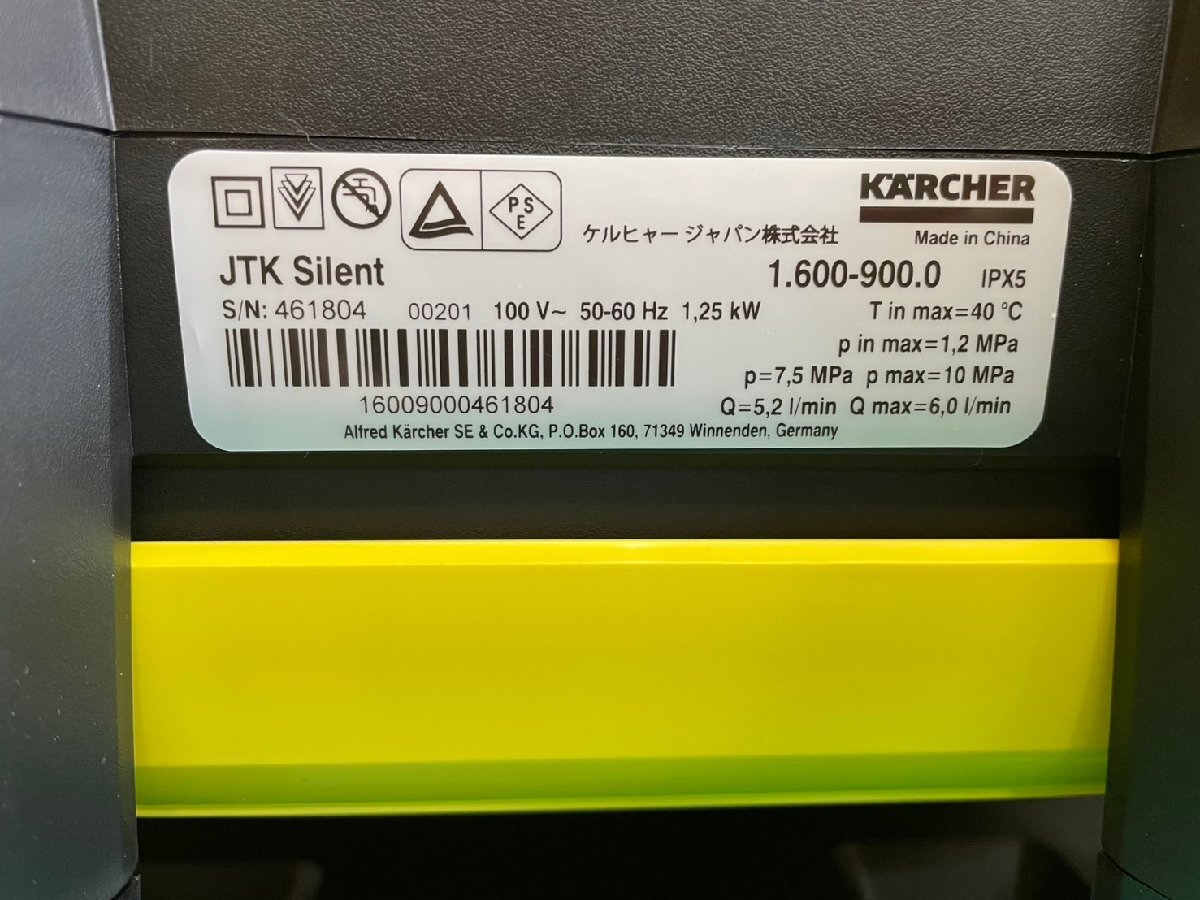 PS
E
ケルヒャー ジャパン株式会社
KÄRCHER
Made in China
JTK Silent
1.600-900.0 IPX5
S/N: 461804 00201 100 V~ 50-60 Hz 1,25 kW
T in max=40 °C
p in max=1,2 MPa
p=7,5 MPa p max=10 MPa
16009000461804
Q=5,2 l/min Q max=6,0 l/min
Alfred Kärcher SE & Co.KG, P.O.Box 160, 71349 Winnenden, Germany